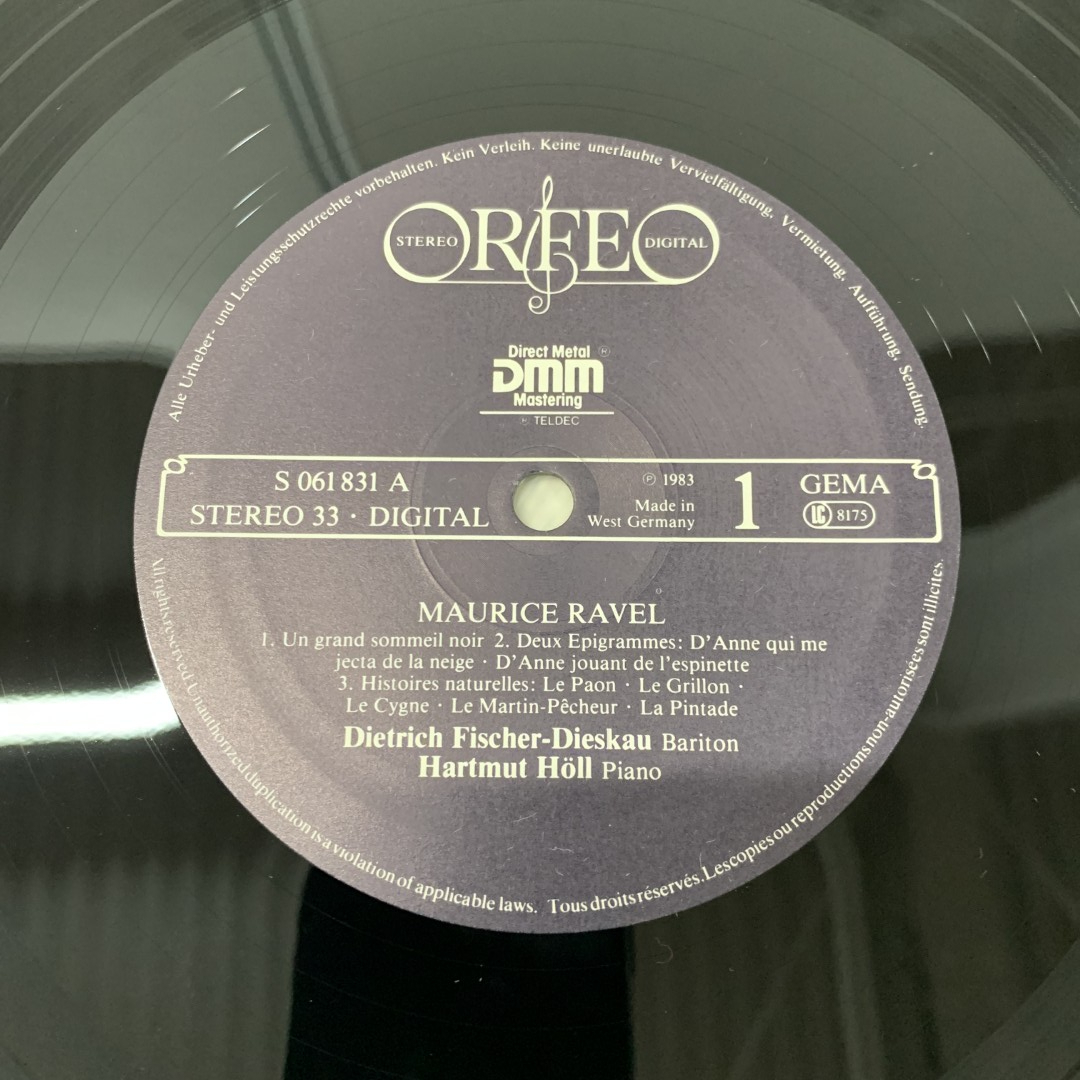 Alle Urheber- und Leistungsschutzrechte vorbehalten. Kein Verleih. Keine unerlaubte Vervielfältigung, Vermietung, Aufführung, Sendung.
ORFEO
STEREO
DIGITAL
Direct Metal ®
DMM
Mastering
® TELDEC
S 061 831 A
STEREO 33 · DIGITAL
℗ 1983
Made in
West Germany
1
GEMA
LC 8175
MAURICE RAVEL
1. Un grand sommeil noir 2. Deux Epigrammes: D'Anne qui me
jecta de la neige · D'Anne jouant de l'espinette
3. Histoires naturelles: Le Paon · Le Grillon ·
Le Cygne · Le Martin-Pêcheur · La Pintade
Dietrich Fischer-Dieskau Bariton
Hartmut Höll Piano
All rights reserved Unauthorized duplication is a violation of applicable laws. Tous droits réservés. Les copies ou reproductions non-autorisées sont illicites.